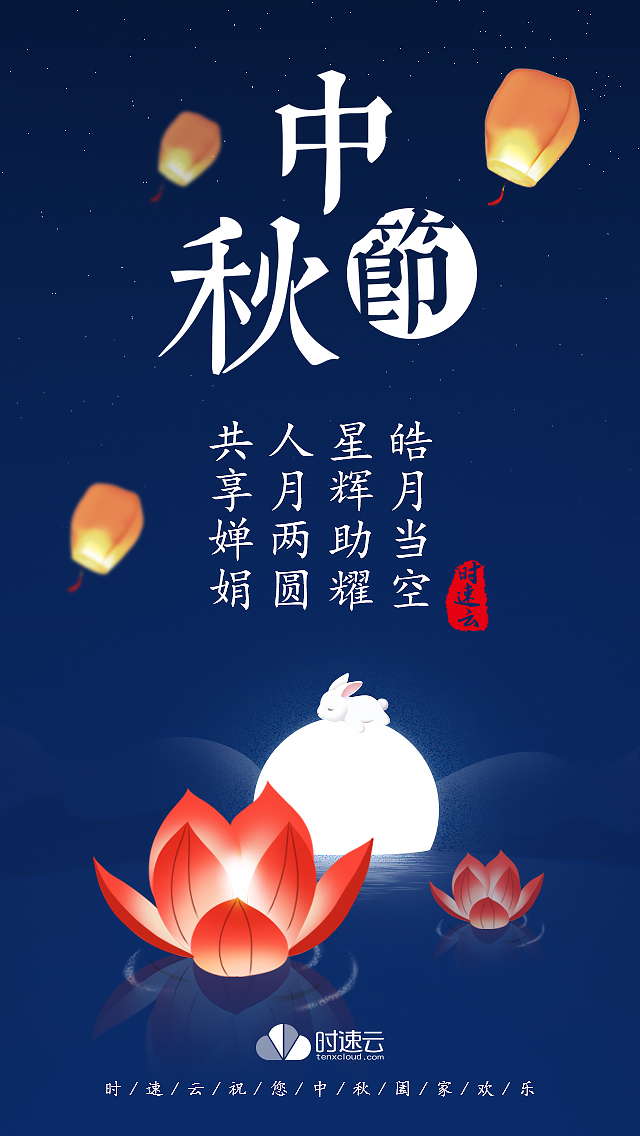 中
秋節
皓月当空
星辉助耀
人月两圆
共享婵娟
时速云
时速云
tenxcloud.com
时/速/云/祝/您/中/秋/阖/家/欢/乐